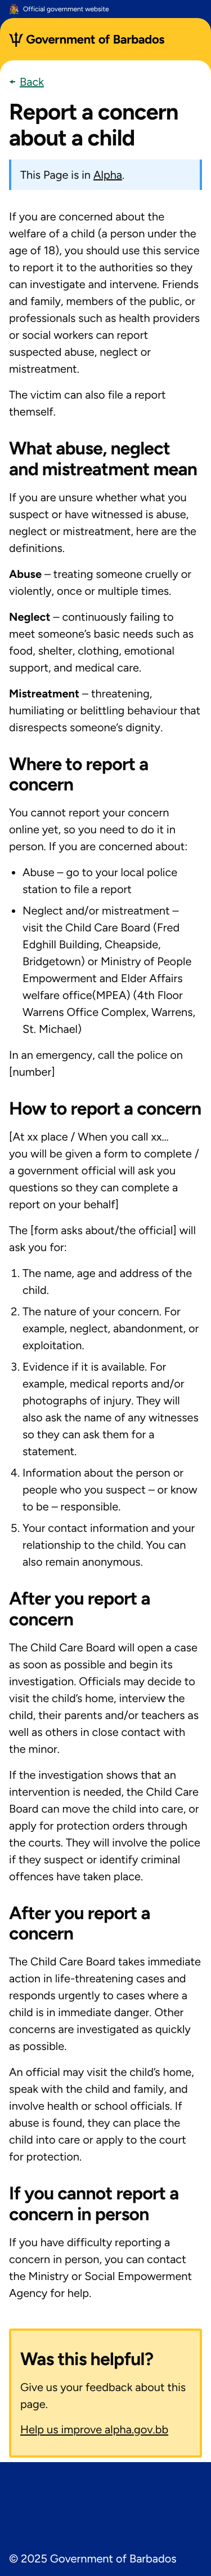 Official government website
Government of Barbados
Back
Report a concern
about a child
This Page is in Alpha.
If you are concerned about the
welfare of a child (a person under the
age of 18), you should use this service
to report it to the authorities so they
can investigate and intervene. Friends
and family, members of the public, or
professionals such as health providers
or social workers can report
suspected abuse, neglect or
mistreatment.
The victim can also file a report
themself.
What abuse, neglect
and mistreatment mean
If you are unsure whether what you
suspect or have witnessed is abuse,
neglect or mistreatment, here are the
definitions.
Abuse – treating someone cruelly or
violently, once or multiple times.
Neglect – continuously failing to
meet someone’s basic needs such as
food, shelter, clothing, emotional
support, and medical care.
Mistreatment – threatening,
humiliating or belittling behaviour that
disrespects someone’s dignity.
Where to report a
concern
You cannot report your concern
online yet, so you need to do it in
person. If you are concerned about:
• Abuse – go to your local police
station to file a report
• Neglect and/or mistreatment –
visit the Child Care Board (Fred
Edghill Building, Cheapside,
Bridgetown) or Ministry of People
Empowerment and Elder Affairs
welfare office(MPEA) (4th Floor
Warrens Office Complex, Warrens,
St. Michael)
In an emergency, call the police on
[number]
How to report a concern
[At xx place / When you call xx...
you will be given a form to complete /
a government official will ask you
questions so they can complete a
report on your behalf]
The [form asks about/the official] will
ask you for:
1. The name, age and address of the
child.
2. The nature of your concern. For
example, neglect, abandonment, or
exploitation.
3. Evidence if it is available. For
example, medical reports and/or
photographs of injury. They will
also ask the name of any witnesses
so they can ask them for a
statement.
4. Information about the person or
people who you suspect – or know
to be – responsible.
5. Your contact information and your
relationship to the child. You can
also remain anonymous.
After you report a
concern
The Child Care Board will open a case
as soon as possible and begin its
investigation. Officials may decide to
visit the child’s home, interview the
child, their parents and/or teachers as
well as others in close contact with
the minor.
If the investigation shows that an
intervention is needed, the Child Care
Board can move the child into care, or
apply for protection orders through
the courts. They will involve the police
if they suspect or identify criminal
offences have taken place.
After you report a
concern
The Child Care Board takes immediate
action in life-threatening cases and
responds urgently to cases where a
child is in immediate danger. Other
concerns are investigated as quickly
as possible.
An official may visit the child’s home,
speak with the child and family, and
involve health or school officials. If
abuse is found, they can place the
child into care or apply to the court
for protection.
If you cannot report a
concern in person
If you have difficulty reporting a
concern in person, you can contact
the Ministry or Social Empowerment
Agency for help.
Was this helpful?
Give us your feedback about this
page.
Help us improve alpha.gov.bb
© 2025 Government of Barbados